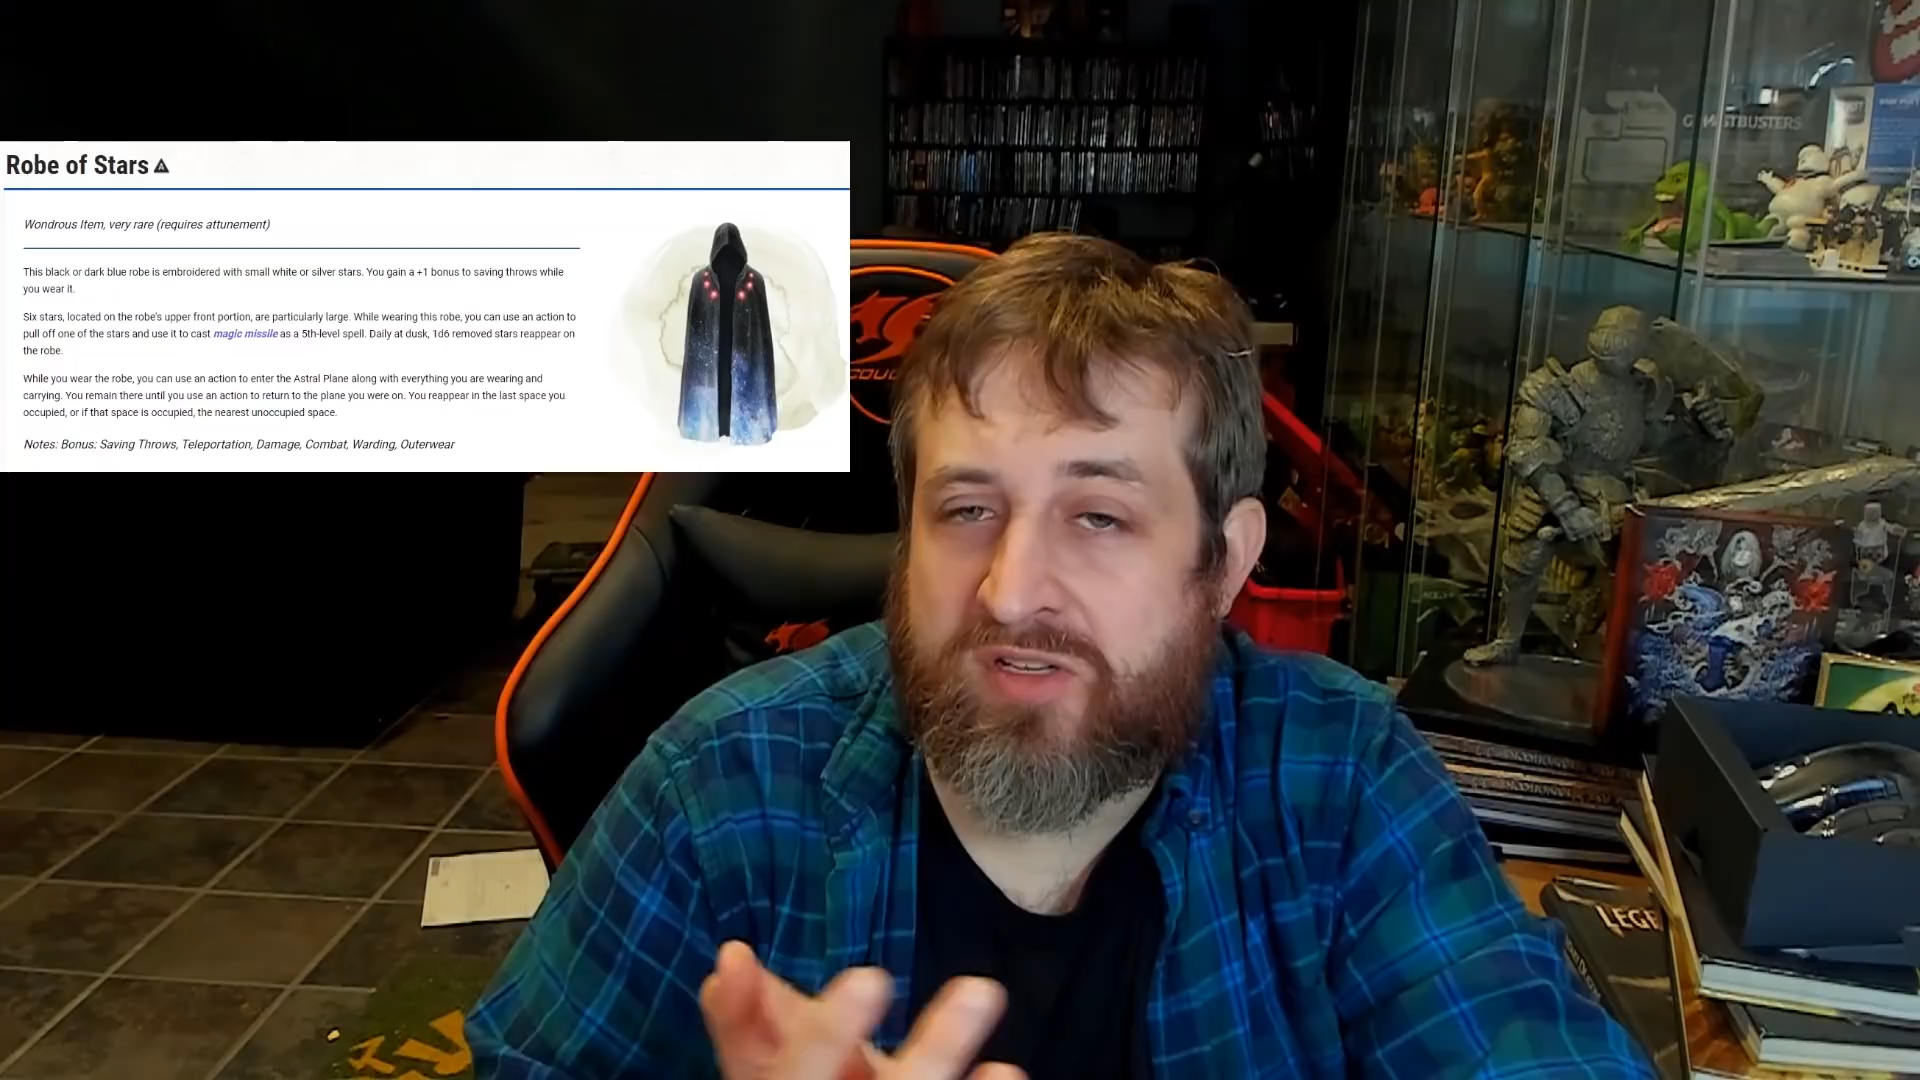 Robe of Stars
Wondrous Item, very rare (requires attunement)
This black or dark blue robe is embroidered with small white or silver stars. You gain a +1 bonus to saving throws while
you wear it.
Six stars, located on the robe's upper front portion, are particularly large. While wearing this robe, you can use an action to
pull off one of the stars and use it to cast magic missile as a 5th-level spell. Daily at dusk, 1d6 removed stars reappear on
the robe.
While you wear the robe, you can use an action to enter the Astral Plane along with everything you are wearing and
carrying. You remain there until you use an action to return to the plane you were on. You reappear in the last space you
occupied, or if that space is occupied, the nearest unoccupied space.
Notes: Bonus: Saving Throws, Teleportation, Damage, Combat, Warding, Outerwear
GHOSTBUSTERS
COUG
LEGE